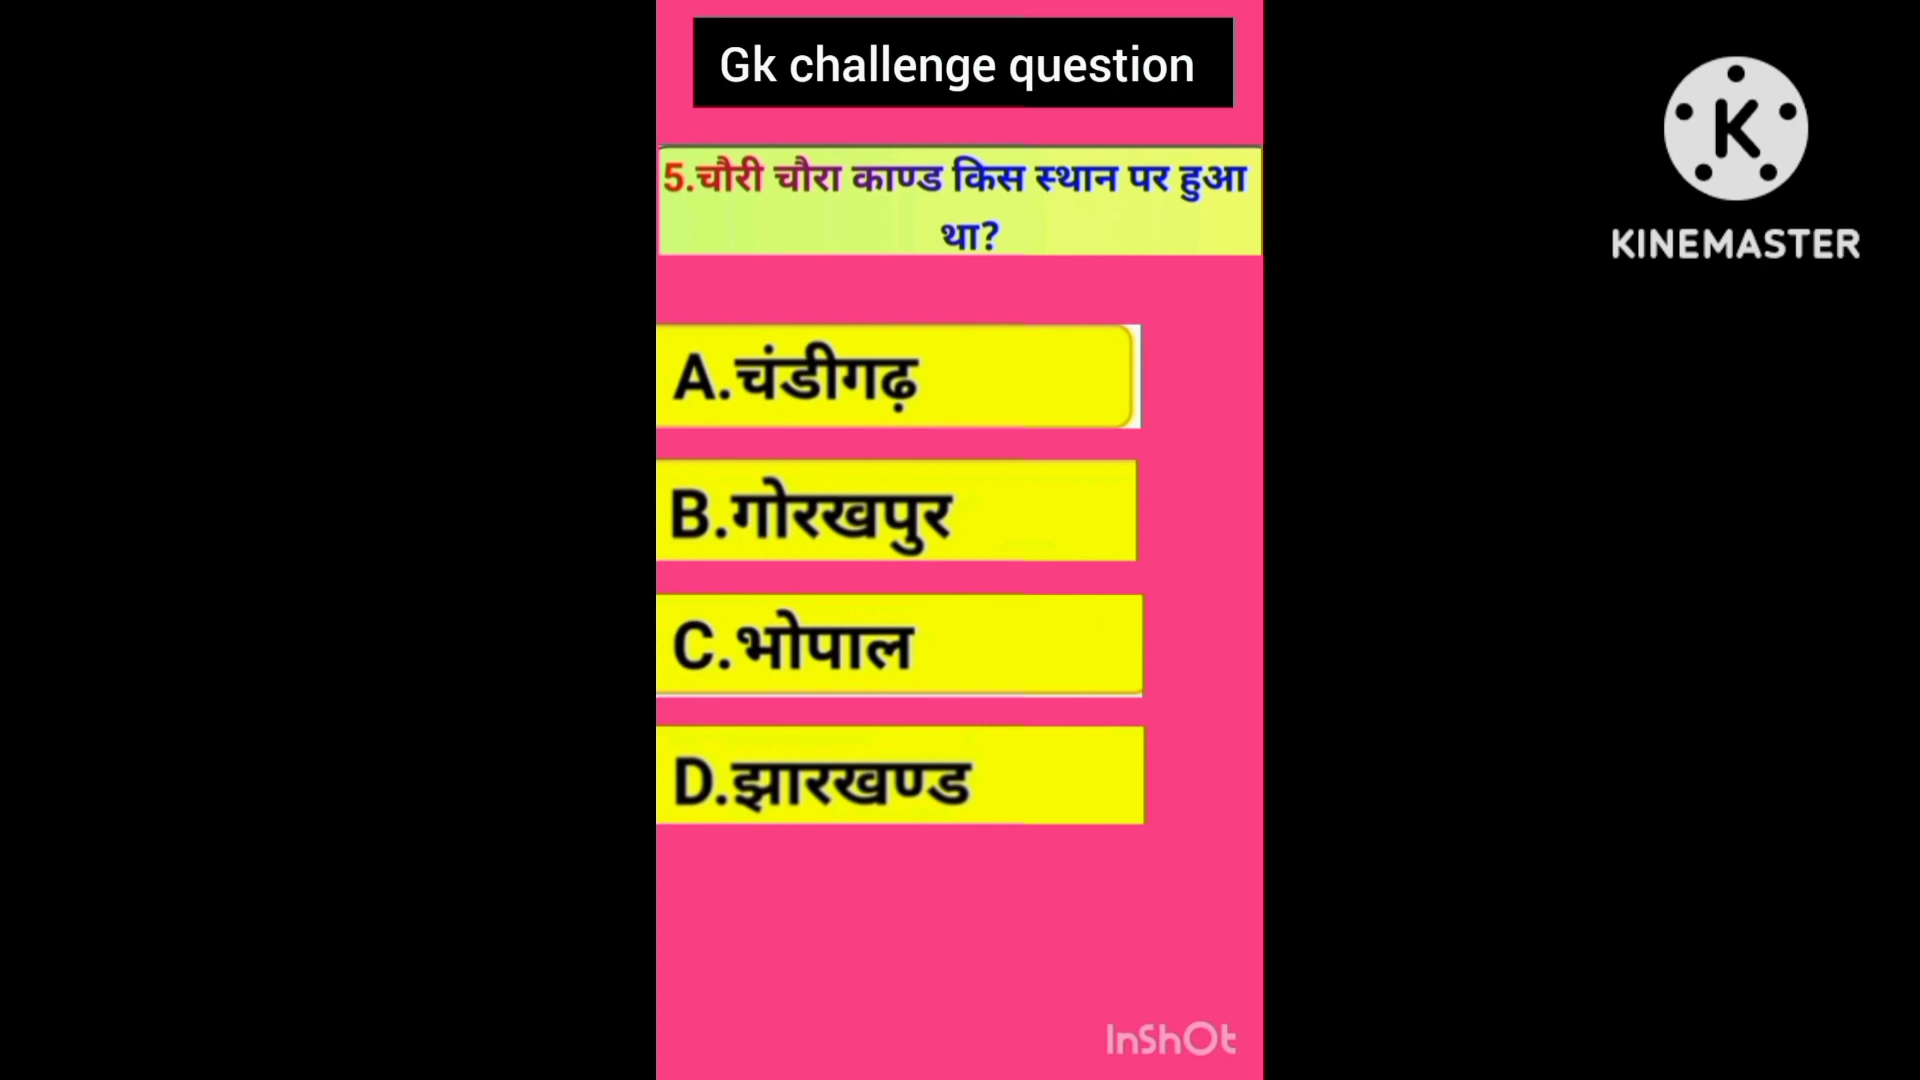 Gk challenge question
5.चौरी चौरा काण्ड किस स्थान पर हुआ
था?
A.चंडीगढ़
B.गोरखपुर
C.भोपाल
D.झारखण्ड
K
KINEMASTER
InShOt